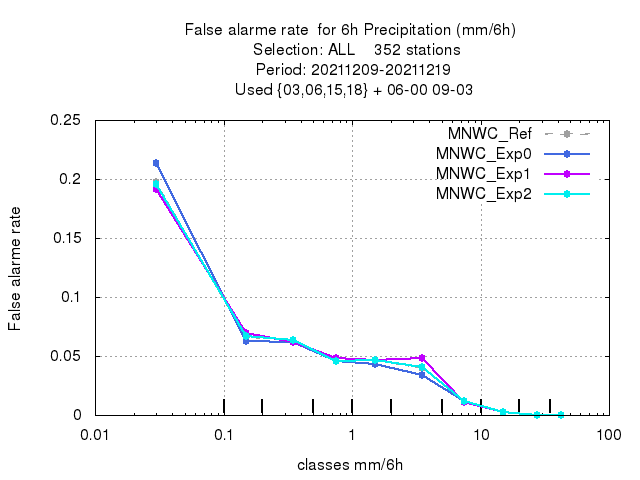 False alarme rate  for 6h Precipitation (mm/6h)
Selection: ALL    352 stations
Period: 20211209-20211219
Used {03,06,15,18} + 06-00 09-03
MNWC_Ref
MNWC_Exp0
MNWC_Exp1
MNWC_Exp2
0.25
0.2
0.15
0.1
0.05
0
False alarme rate
0.01 0.1 1 10 100
classes mm/6h